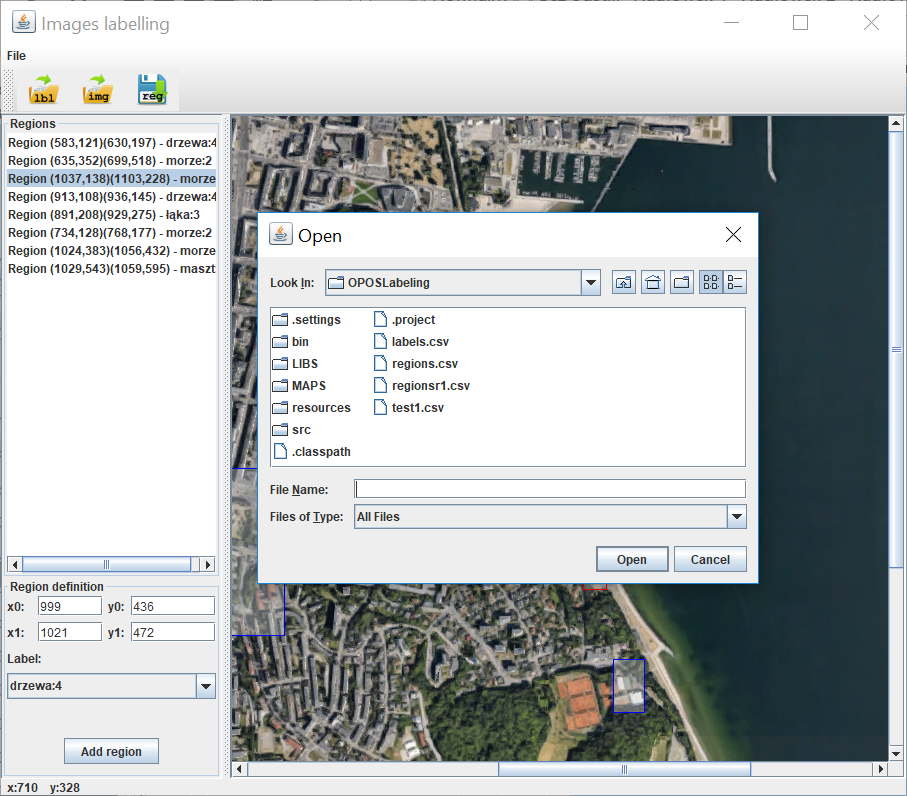 Images labelling
File
lbl
img
reg
Regions
Region (583,121)(630,197) - drzewa:4
Region (635,352)(699,518) - morze:2
Region (1037,138)(1103,228) - morze
Region (913,108)(936,145) - drzewa:4
Region (891,208)(929,275) - łąka:3
Region (734,128)(768,177) - morze:2
Region (1024,383)(1056,432) - morze
Region (1029,543)(1059,595) - maszt
Open
Look In: OPOSLabeling
.settings
bin
LIBS
MAPS
resources
src
.classpath
.project
labels.csv
regions.csv
regionsr1.csv
test1.csv
File Name:
Files of Type: All Files
Open Cancel
Region definition
x0: 999 y0: 436
x1: 1021 y1: 472
Label:
drzewa:4
Add region
x:710 y:328